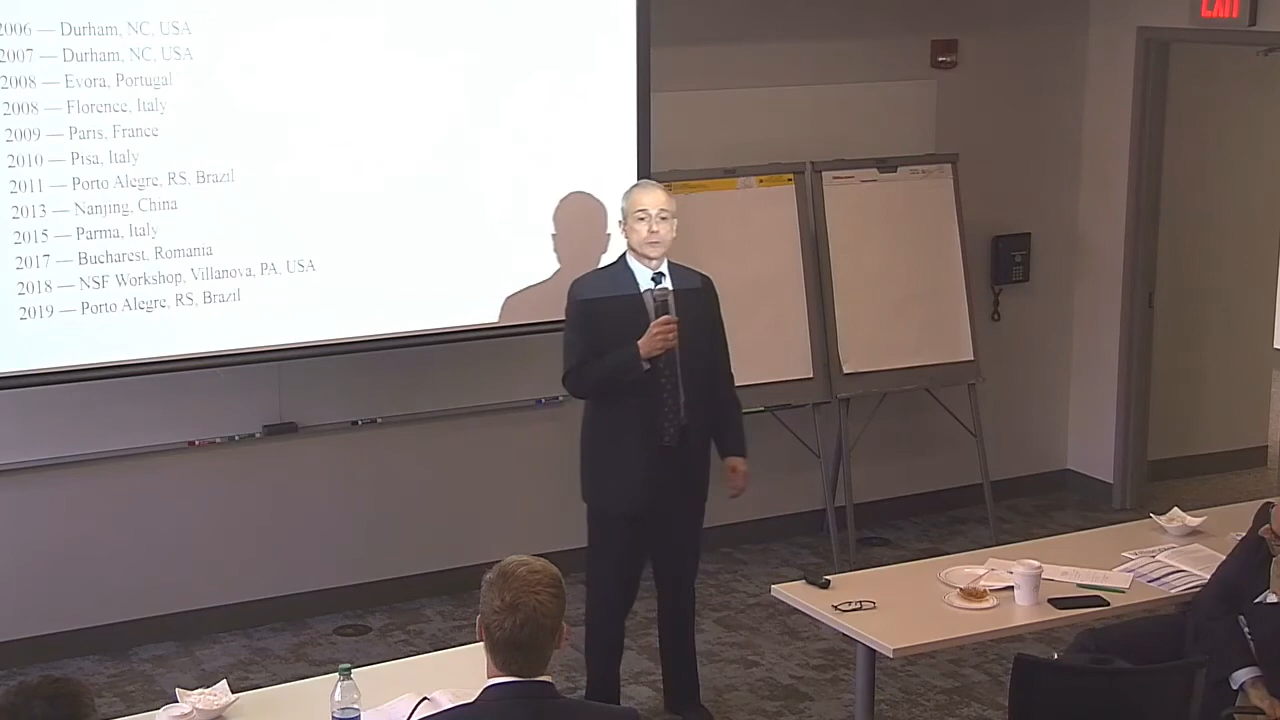 2006 — Durham, NC, USA
2007 — Durham, NC, USA
2008 — Evora, Portugal
2008 — Florence, Italy
2009 — Paris, France
2010 — Pisa, Italy
2011 — Porto Alegre, RS, Brazil
2013 — Nanjing, China
2015 — Parma, Italy
2017 — Bucharest, Romania
2018 — NSF Workshop, Villanova, PA, USA
2019 — Porto Alegre, RS, Brazil
EXIT